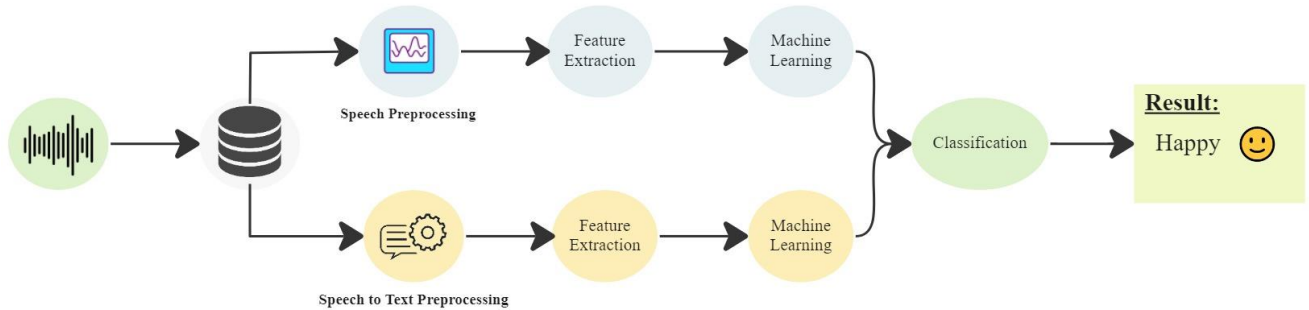 Speech Preprocessing
Feature
Extraction
Machine
Learning
Speech to Text Preprocessing
Feature
Extraction
Machine
Learning
Classification
Result:
Happy